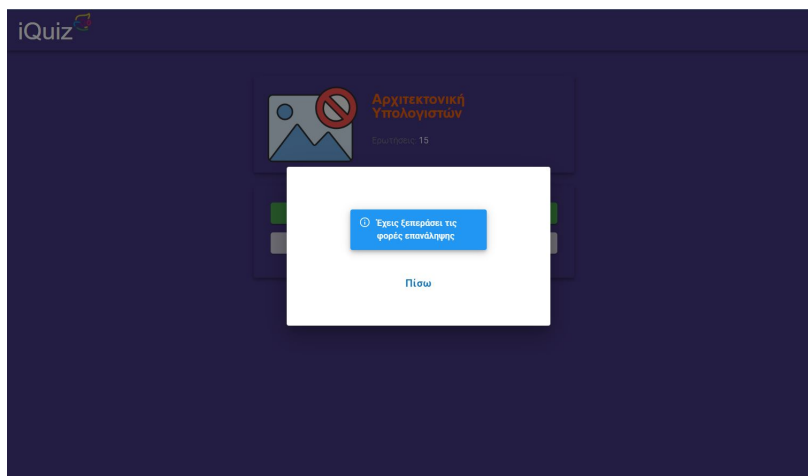 iQuiz
Αρχιτεκτονική
Υπολογιστών
Ερωτήσεις: 15
Έχεις ξεπεράσει τις
φορές επανάληψης
Πίσω